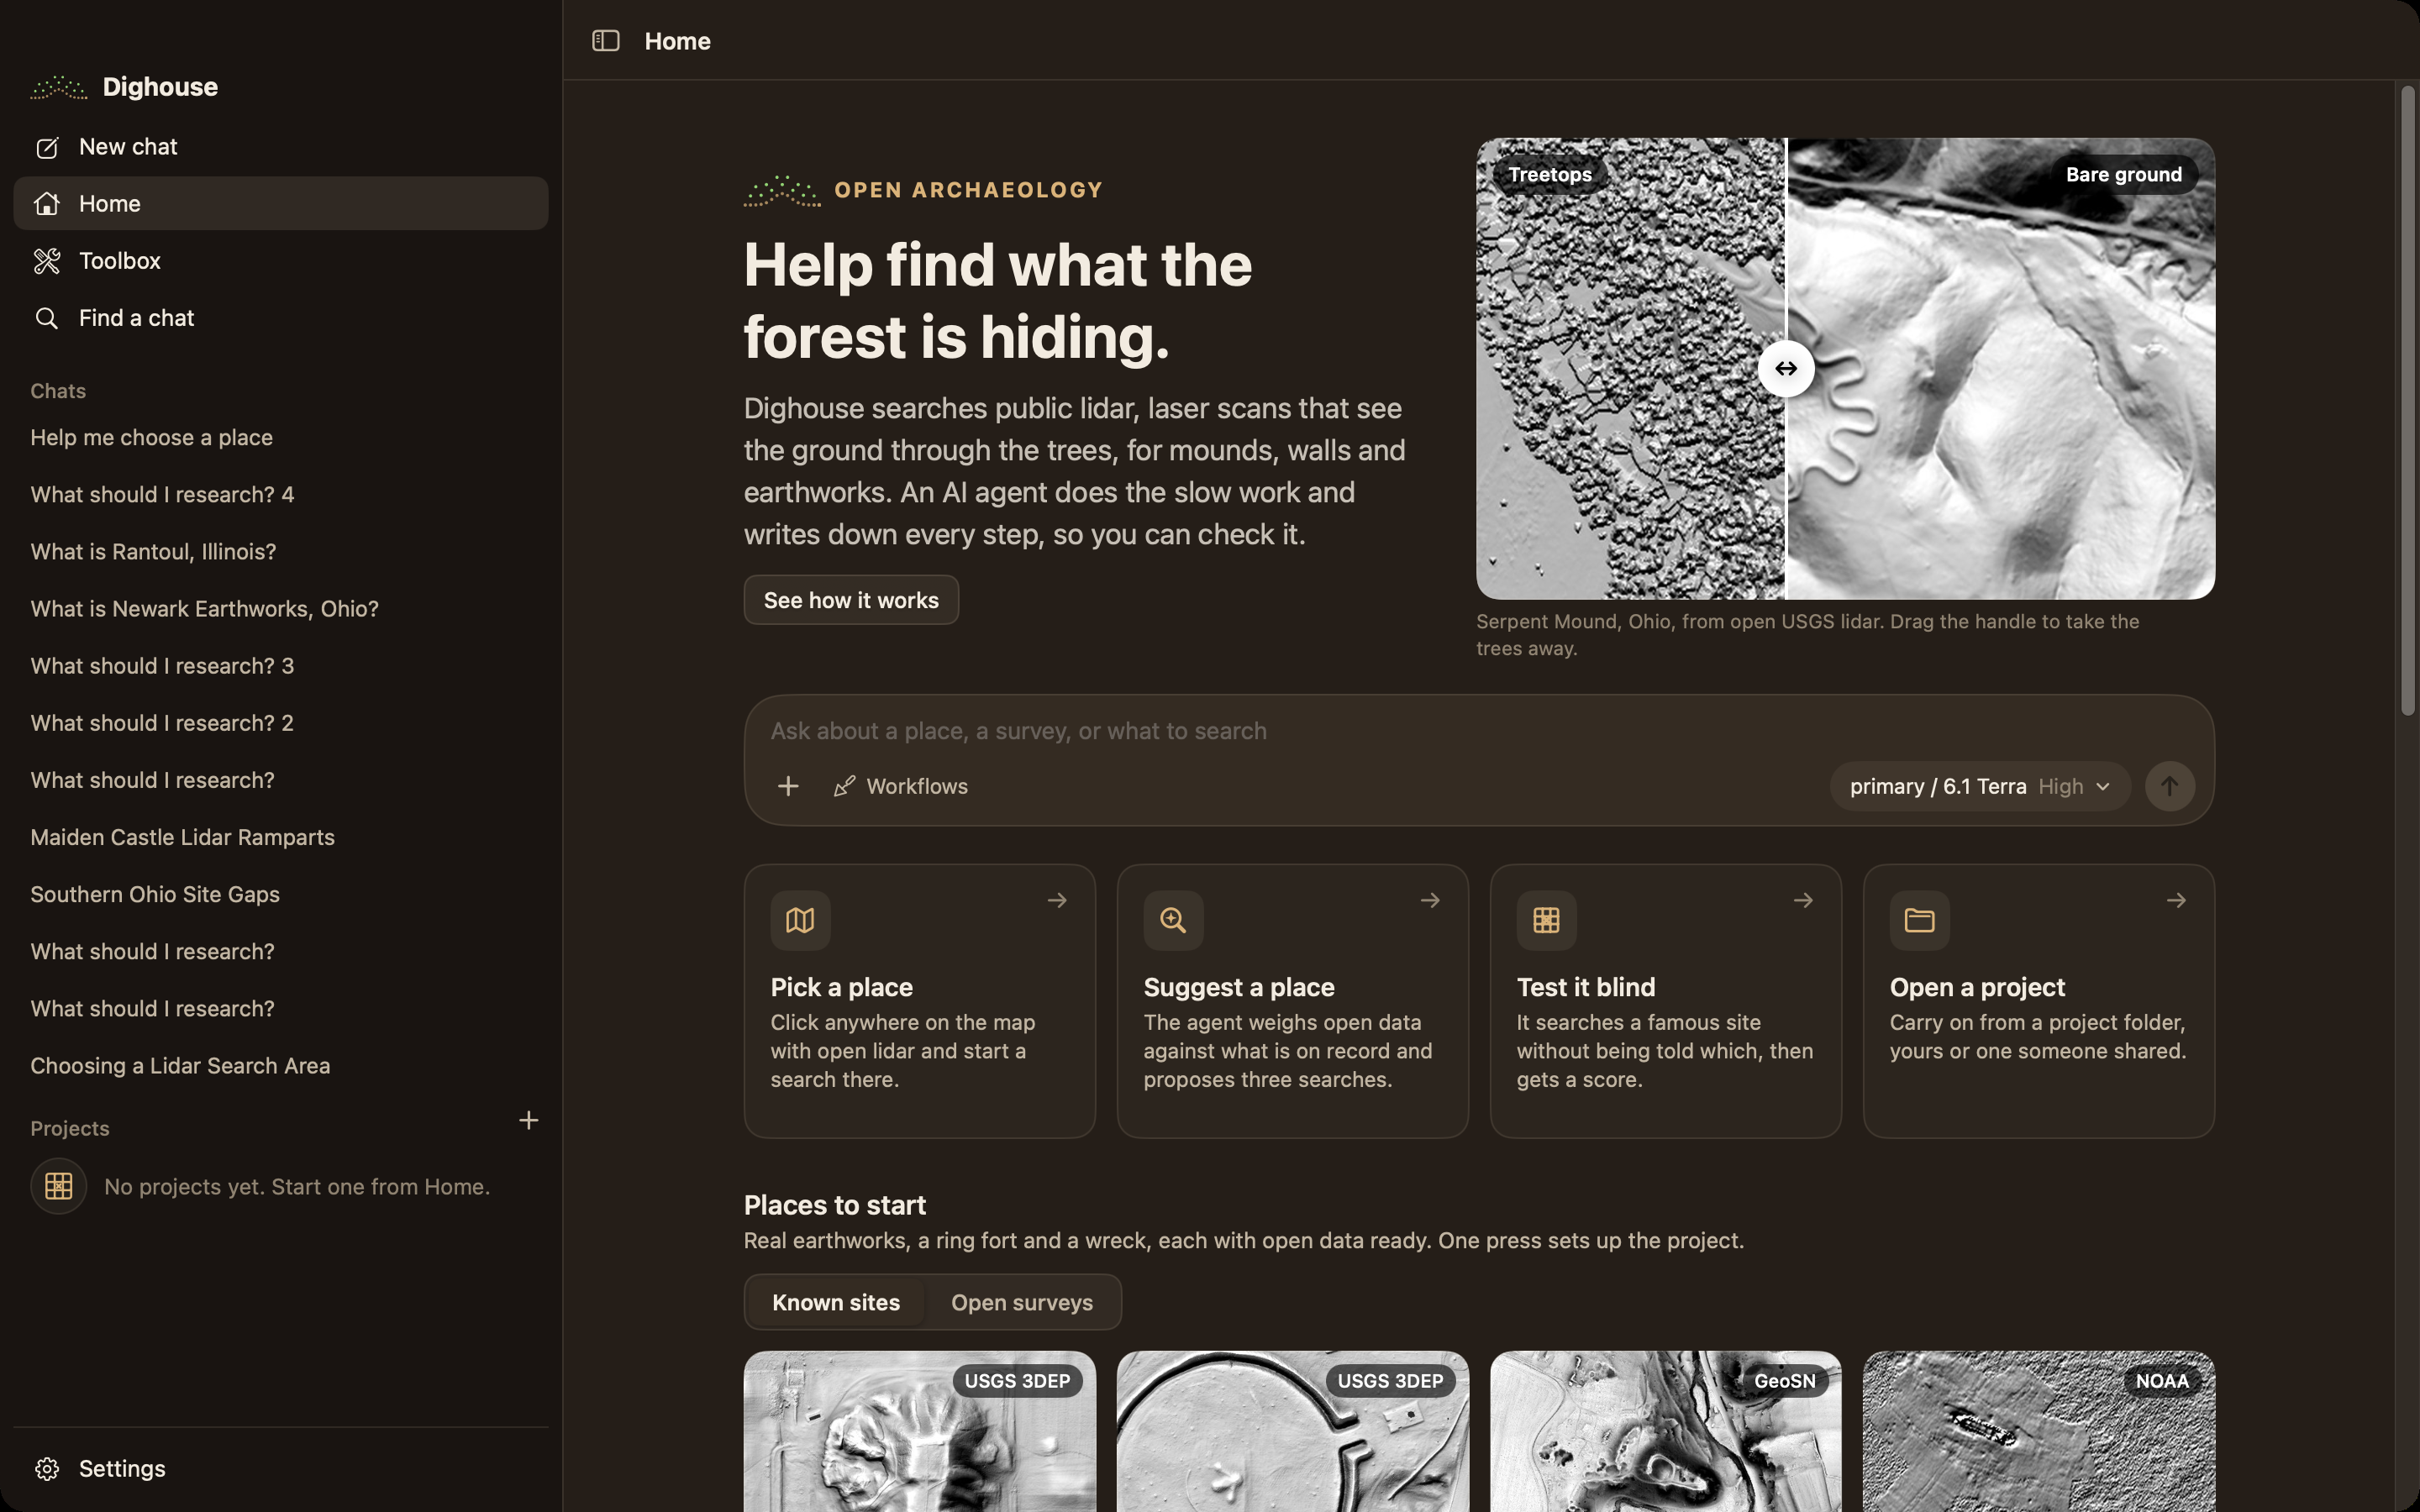 Dighouse
New chat
Home
Toolbox
Find a chat
Chats
Help me choose a place
What should I research? 4
What is Rantoul, Illinois?
What is Newark Earthworks, Ohio?
What should I research? 3
What should I research? 2
What should I research?
Maiden Castle Lidar Ramparts
Southern Ohio Site Gaps
What should I research?
What should I research?
Choosing a Lidar Search Area
Projects
No projects yet. Start one from Home.
Settings
Home
OPEN ARCHAEOLOGY
Help find what the
forest is hiding.
Dighouse searches public lidar, laser scans that see
the ground through the trees, for mounds, walls and
earthworks. An AI agent does the slow work and
writes down every step, so you can check it.
See how it works
Treetops
Bare ground
Serpent Mound, Ohio, from open USGS lidar. Drag the handle to take the
trees away.
Ask about a place, a survey, or what to search
Workflows
primary / 6.1 Terra High
Pick a place
Click anywhere on the map
with open lidar and start a
search there.
Suggest a place
The agent weighs open data
against what is on record and
proposes three searches.
Test it blind
It searches a famous site
without being told which, then
gets a score.
Open a project
Carry on from a project folder,
yours or one someone shared.
Places to start
Real earthworks, a ring fort and a wreck, each with open data ready. One press sets up the project.
Known sites
Open surveys
USGS 3DEP
USGS 3DEP
GeoSN
NOAA